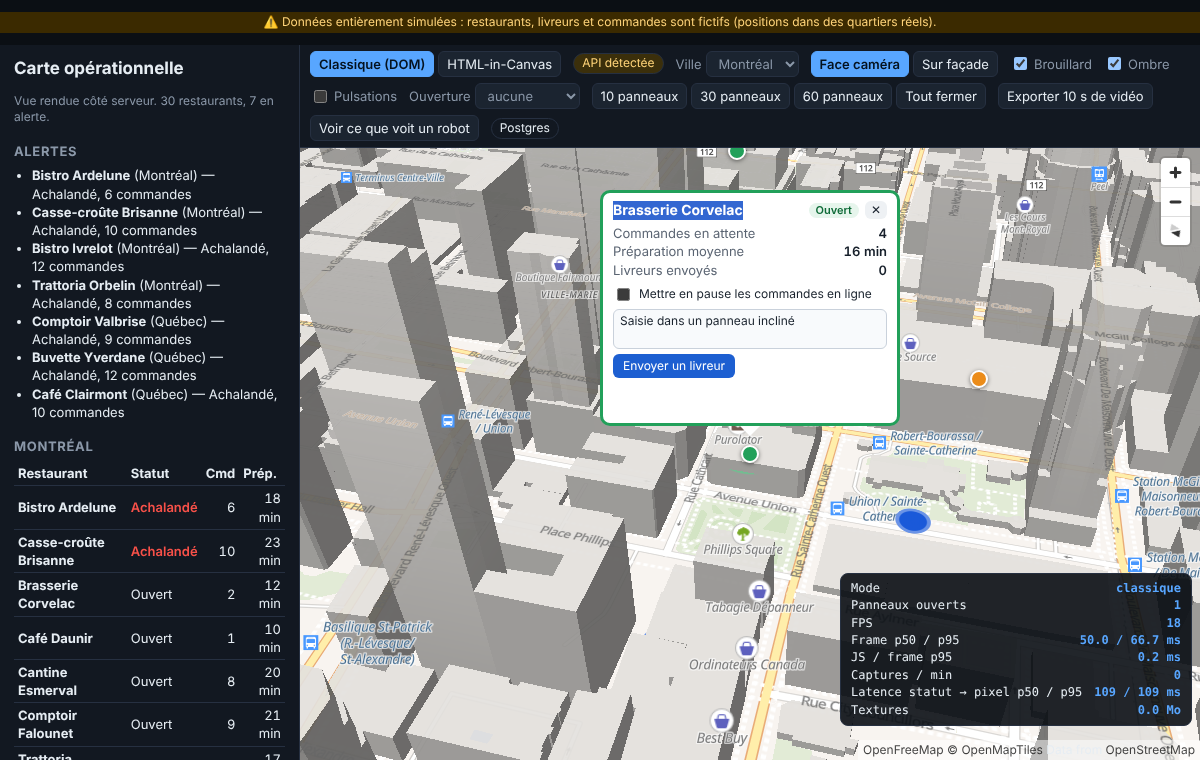 ⚠️ Données entièrement simulées : restaurants, livreurs et commandes sont fictifs (positions dans des quartiers réels).
Carte opérationnelle
Vue rendue côté serveur. 30 restaurants, 7 en
alerte.
ALERTES
• Bistro Ardelune (Montréal) —
Achalandé, 6 commandes
• Casse-croûte Brisanne (Montréal) —
Achalandé, 10 commandes
• Bistro Ivrelot (Montréal) — Achalandé,
12 commandes
• Trattoria Orbelin (Montréal) —
Achalandé, 8 commandes
• Comptoir Valbrise (Québec) —
Achalandé, 9 commandes
• Buvette Yverdane (Québec) —
Achalandé, 12 commandes
• Café Clairmont (Québec) — Achalandé,
10 commandes
MONTRÉAL
Restaurant Statut Cmd Prép.
Bistro Ardelune Achalandé 6 18 min
Casse-croûte Brisanne Achalandé 10 23 min
Brasserie Corvelac Ouvert 2 12 min
Café Daunir Ouvert 1 10 min
Cantine Esmerval Ouvert 8 20 min
Comptoir Falounet Ouvert 9 21 min
Trattoria 17
Classique (DOM) HTML-in-Canvas API détectée Ville Montréal Face caméra Sur façade Brouillard Ombre
Pulsations Ouverture aucune 10 panneaux 30 panneaux 60 panneaux Tout fermer Exporter 10 s de vidéo
Voir ce que voit un robot Postgres
112
112
112
Terminus Centre-Ville
Peel
Les Cours
Mont-Royal
VILLE-MARIE
Brasserie Corvelac Ouvert ×
Commandes en attente 4
Préparation moyenne 16 min
Livreurs envoyés 0
Mettre en pause les commandes en ligne
Saisie dans un panneau incliné
Envoyer un livreur
Source
René-Lévesque
/ Union
Purolator
Robert-Bourassa /
Sainte-Catherine
Rue Cathcart
Avenue Union
Rue Sainte-Catherine Ouest
Union / Sainte-
Place Phillips
Phillips Square
Tabagie Dépanneur
Basilique St-Patrick
(R.-Lévesque/
St-Alexandre)
Ordinateurs Canada
Best Buy
Mode classique
Panneaux ouverts 1
FPS 18
Frame p50 / p95 50.0 / 66.7 ms
JS / frame p95 0.2 ms
Captures / min 0
Latence statut → pixel p50 / p95 109 / 109 ms
Textures 0.0 Mo
OpenFreeMap © OpenMapTiles OpenStreetMap